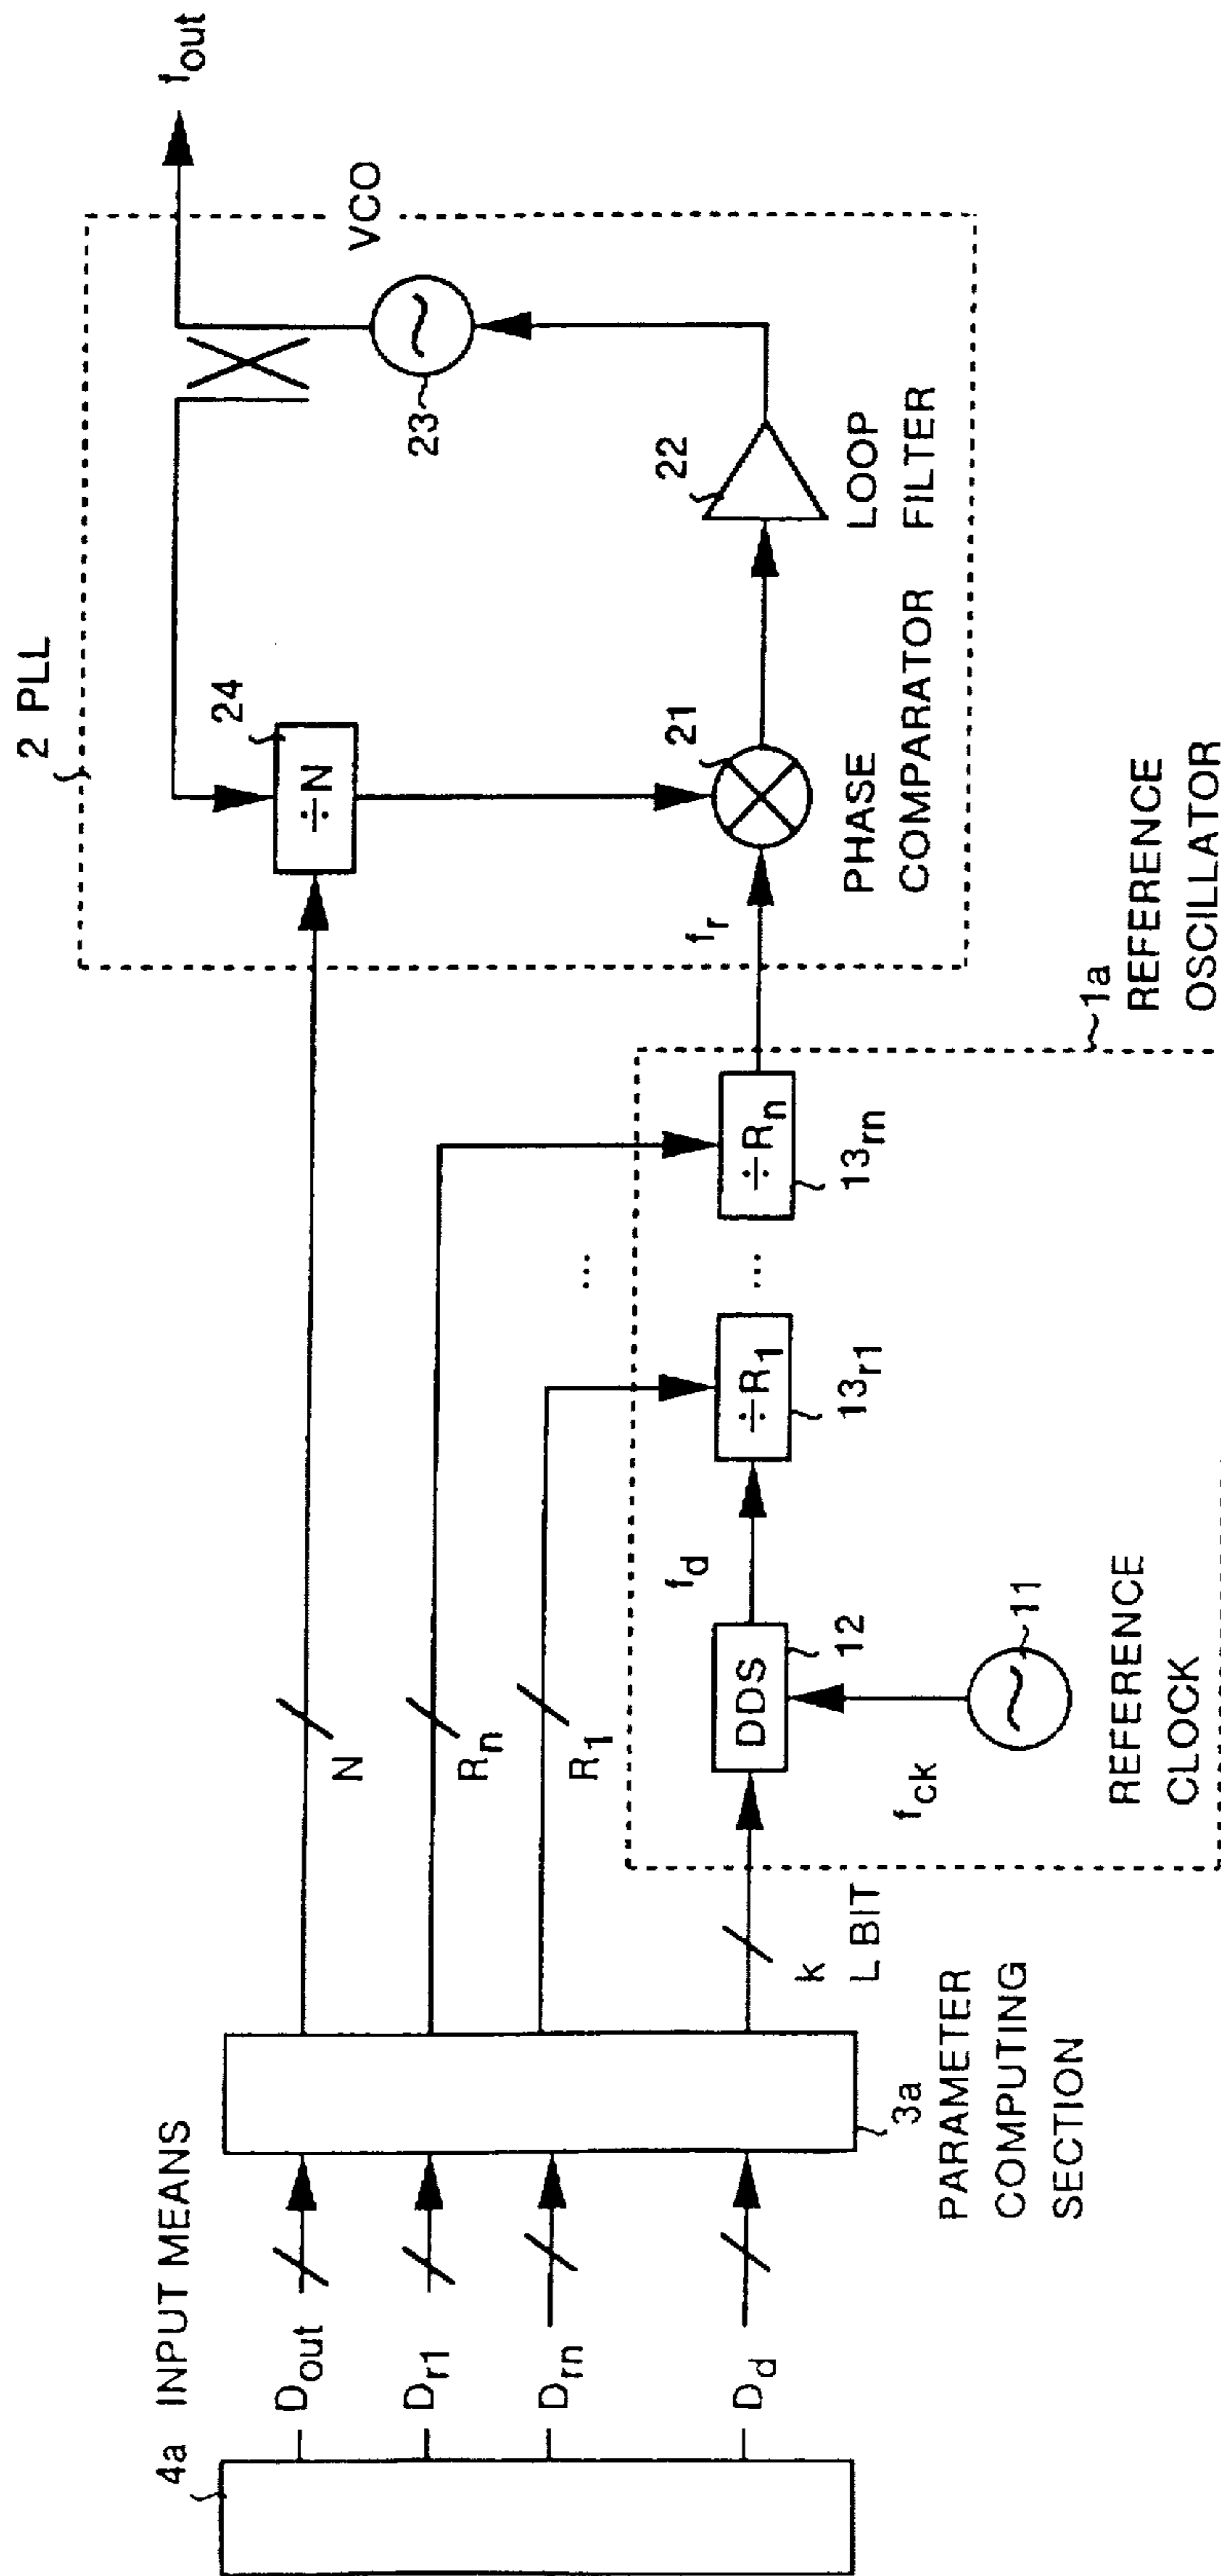 4a INPUT MEANS
D_out
D_r1
D_rn
D_d
3a
PARAMETER
COMPUTING
SECTION
N
R_n
R_1
k
L BIT
DDS
12
f_ck
11
REFERENCE
CLOCK
f_d
÷R_1
13_r1
...
...
÷R_n
13_rn
1a
REFERENCE
OSCILLATOR
f_r
2 PLL
÷N
24
21
PHASE
COMPARATOR
22
LOOP
FILTER
23
VCO
f_out